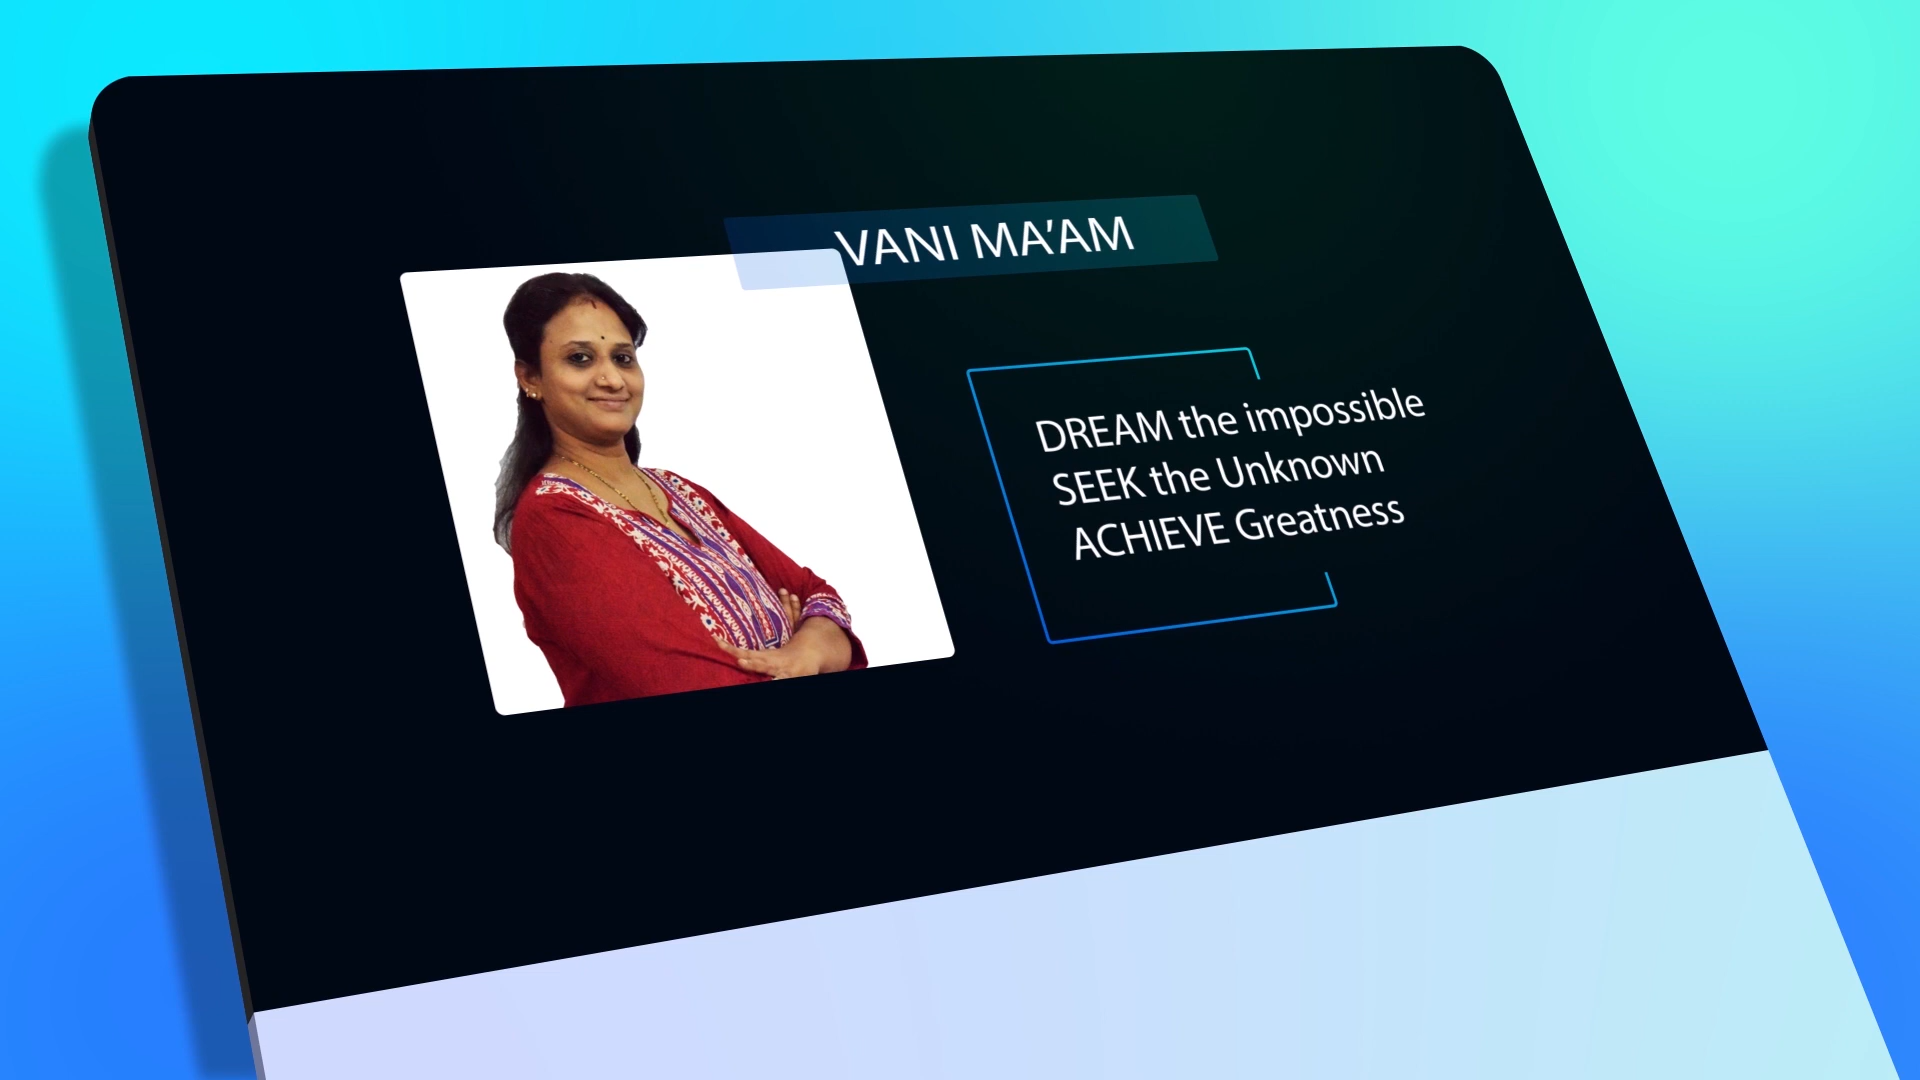 VANI MA’AM
DREAM the impossible
SEEK the Unknown
ACHIEVE Greatness